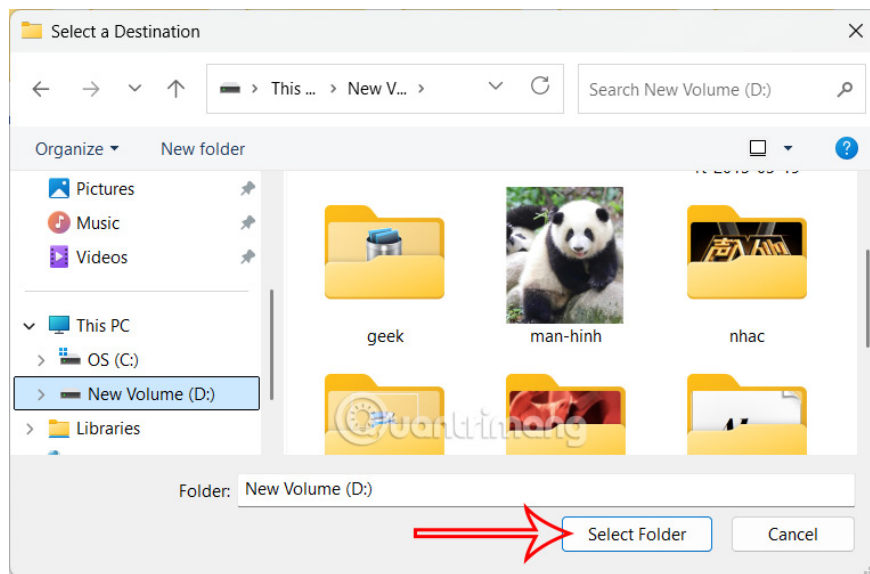 Select a Destination
This ... > New V... >
Search New Volume (D:)
Organize
New folder
?
Pictures
Music
Videos
This PC
OS (C:)
New Volume (D:)
Libraries
geek
man-hinh
nhac
Quantrimang
Folder: New Volume (D:)
Select Folder
Cancel